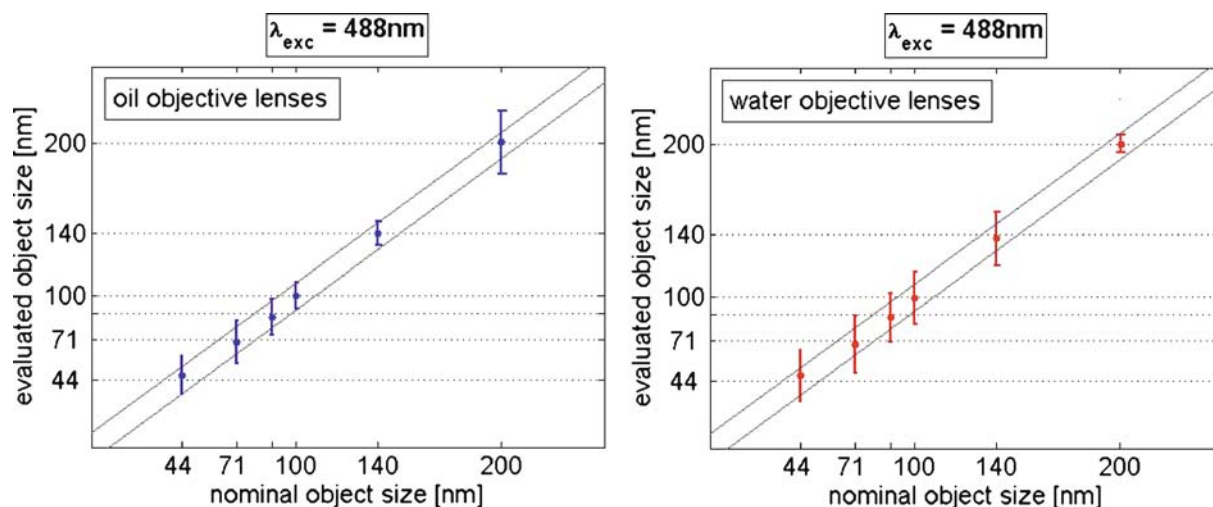 λexc = 488nm
oil objective lenses
evaluated object size [nm]
200
140
100
71
44
44 71 100 140 200
nominal object size [nm]
λexc = 488nm
water objective lenses
evaluated object size [nm]
200
140
100
71
44
44 71 100 140 200
nominal object size [nm]